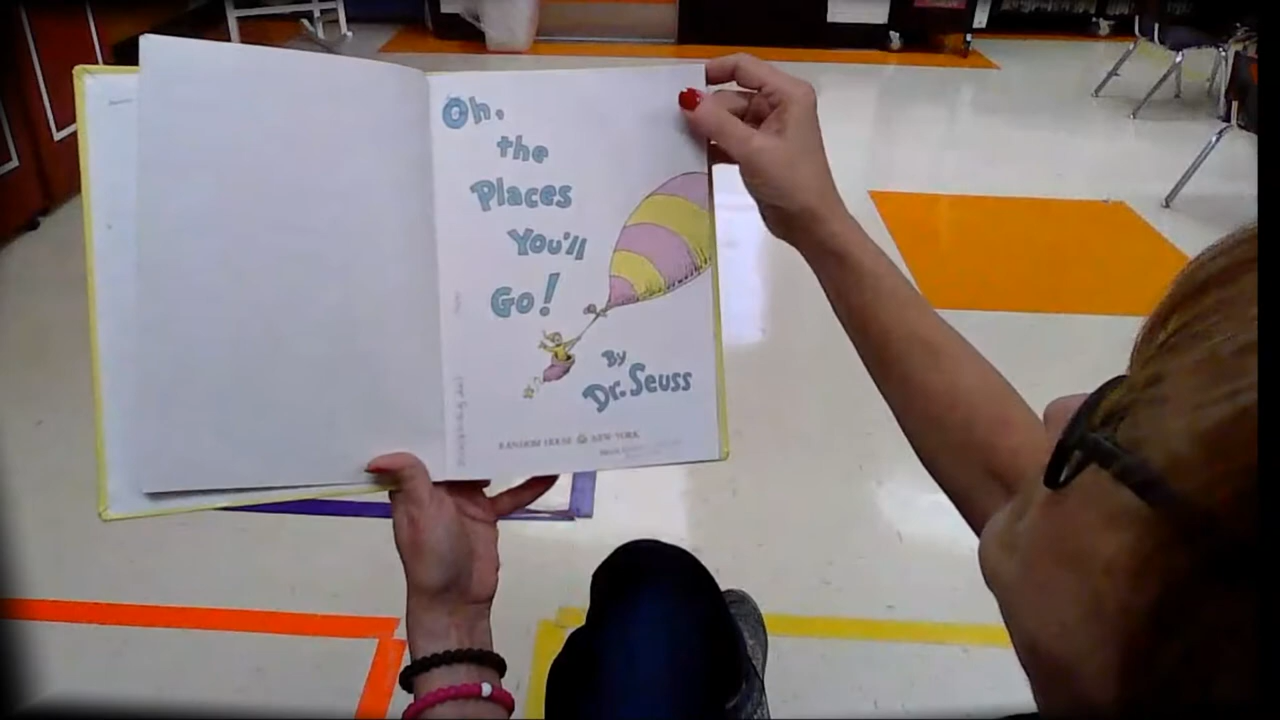 Oh,
the
Places
You'll
Go!
By
Dr. Seuss
RANDOM HOUSE NEW YORK